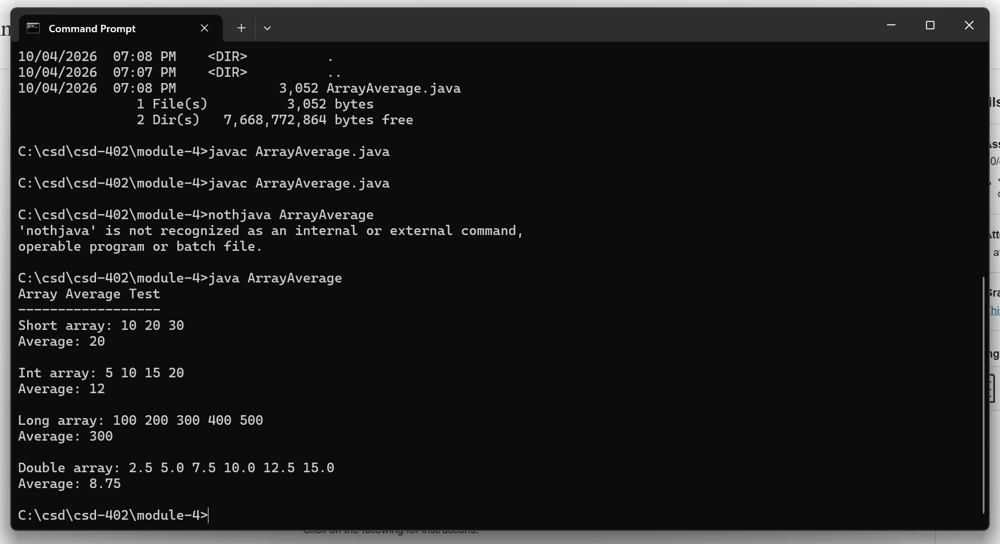 Command Prompt
10/04/2026  07:08 PM    <DIR>          .
10/04/2026  07:07 PM    <DIR>          ..
10/04/2026  07:08 PM             3,052 ArrayAverage.java
               1 File(s)          3,052 bytes
               2 Dir(s)   7,668,772,864 bytes free
C:\csd\csd-402\module-4>javac ArrayAverage.java
C:\csd\csd-402\module-4>javac ArrayAverage.java
C:\csd\csd-402\module-4>nothjava ArrayAverage
'nothjava' is not recognized as an internal or external command,
operable program or batch file.
C:\csd\csd-402\module-4>java ArrayAverage
Array Average Test
------------------
Short array: 10 20 30
Average: 20
Int array: 5 10 15 20
Average: 12
Long array: 100 200 300 400 500
Average: 300
Double array: 2.5 5.0 7.5 10.0 12.5 15.0
Average: 8.75
C:\csd\csd-402\module-4>
Click on the following for instructions.